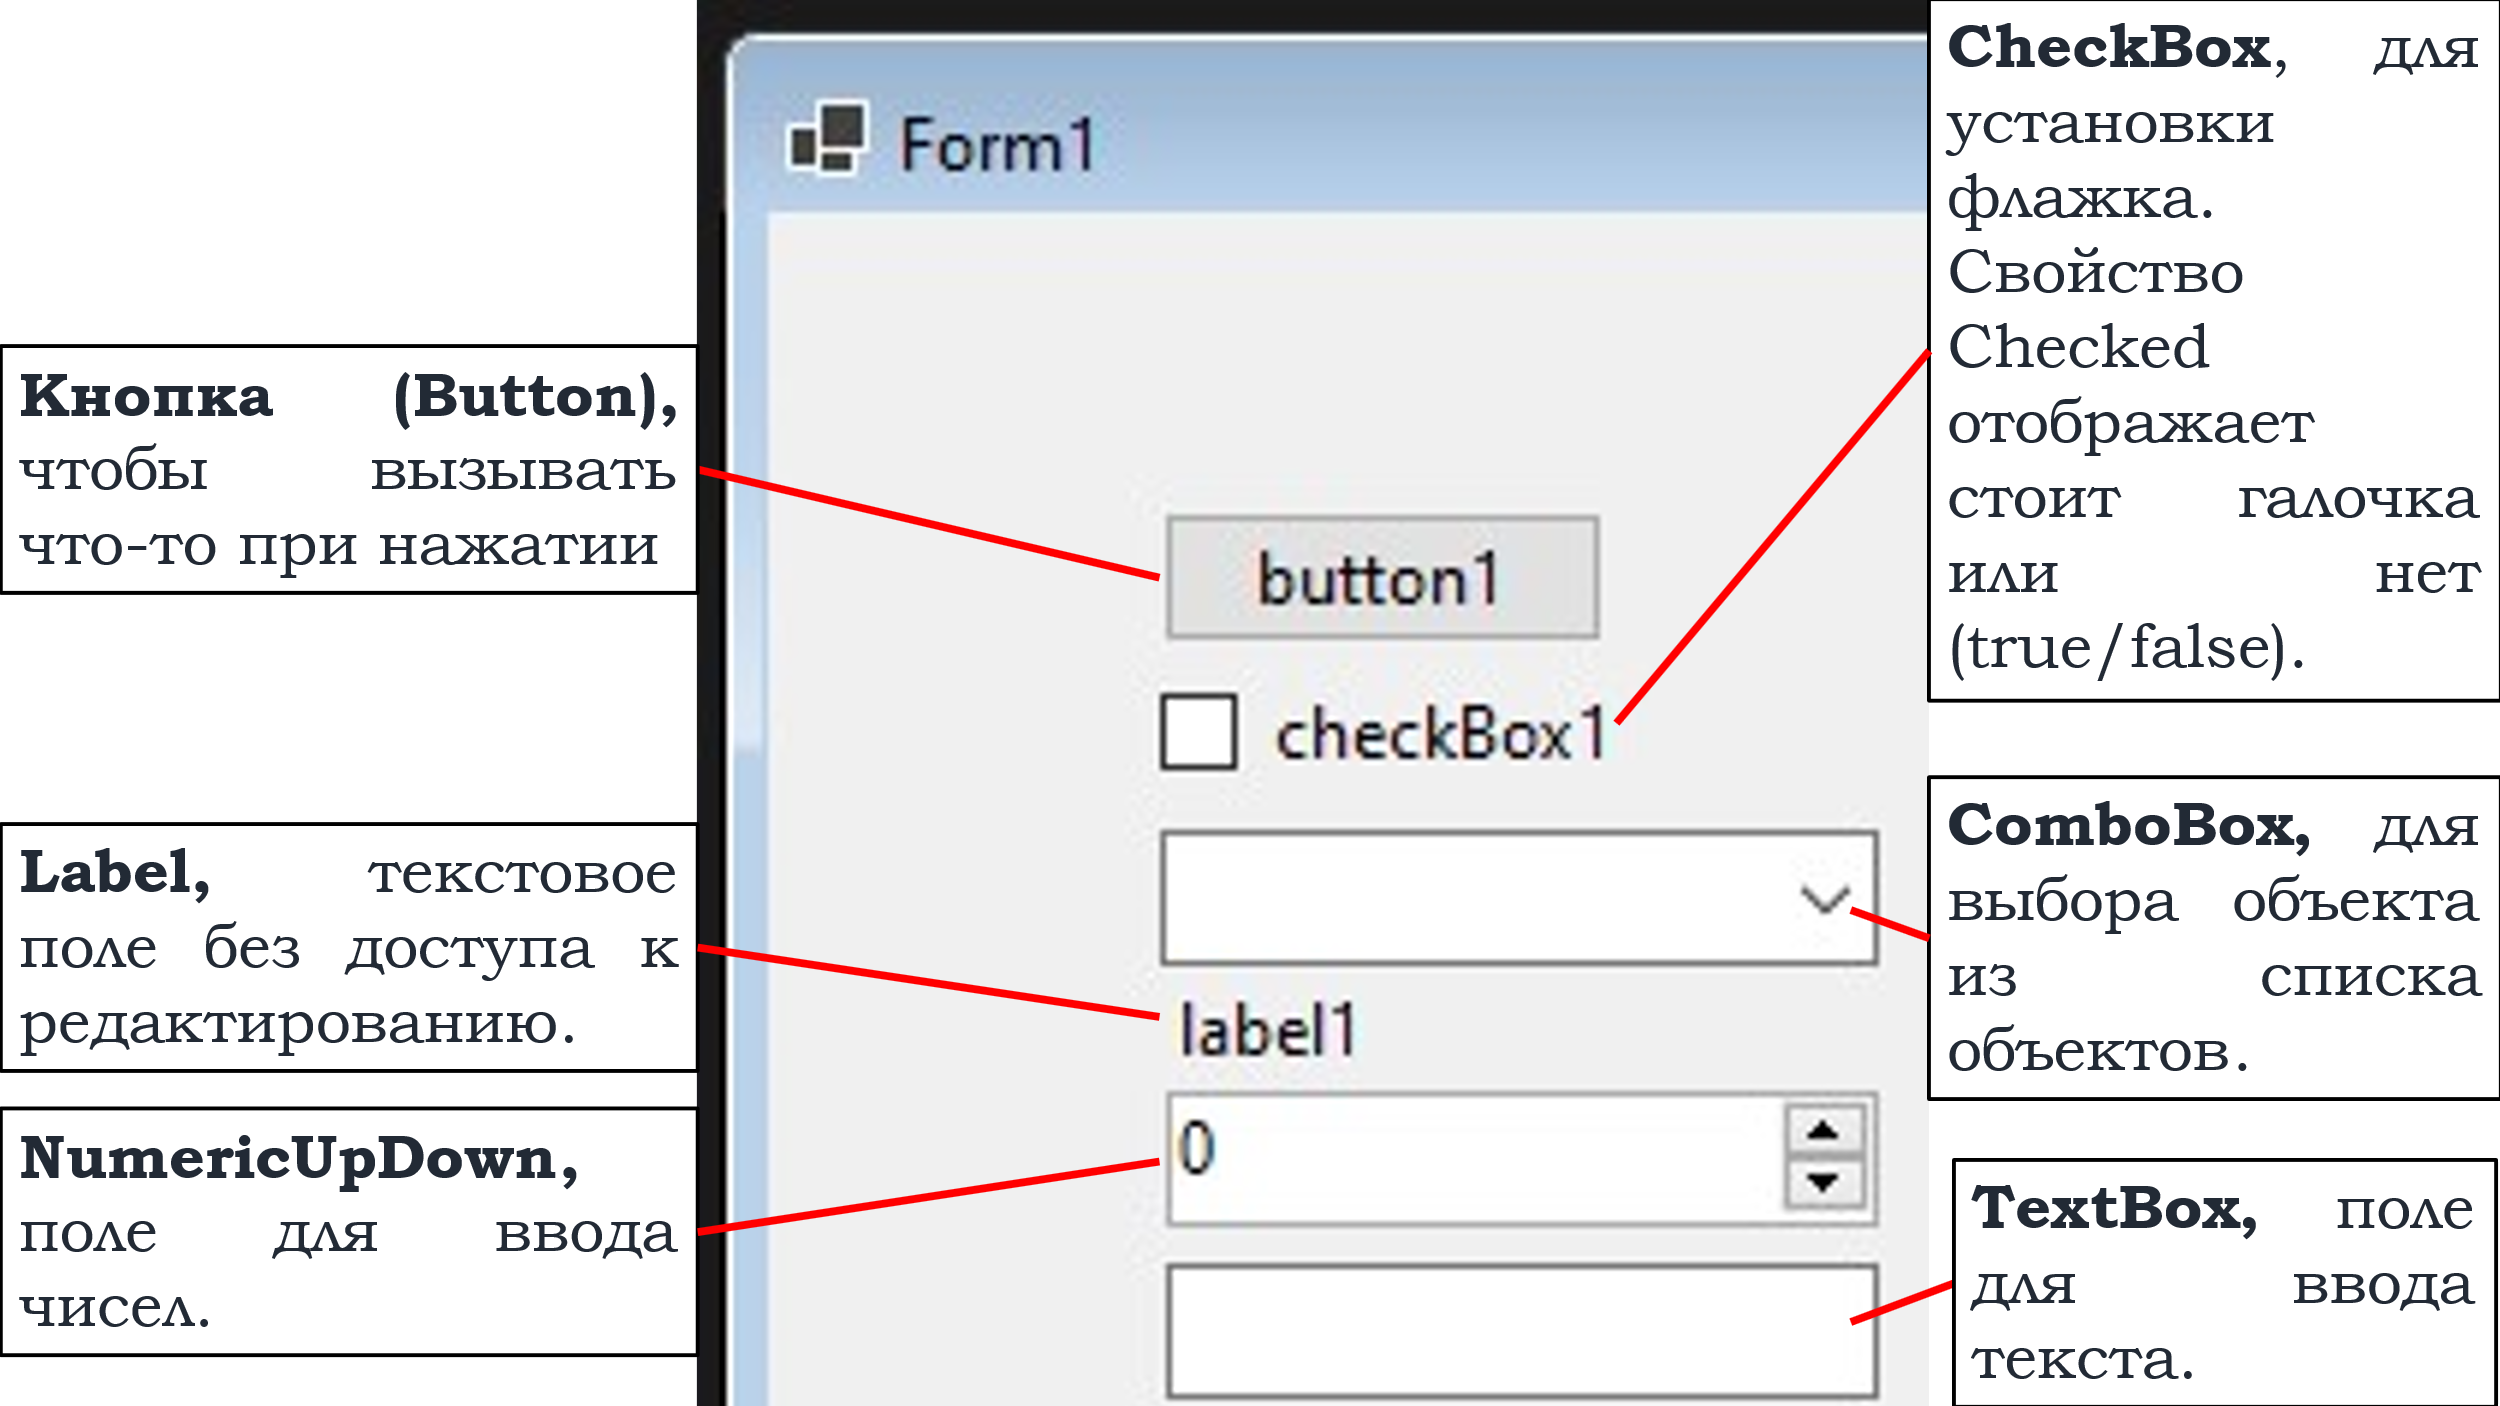 Кнопка (Button),
чтобы вызывать
что-то при нажатии
Label, текстовое
поле без доступа к
редактированию.
NumericUpDown,
поле для ввода
чисел.
Form1
button1
checkBox1
label1
0
CheckBox, для
установки
флажка.
Свойство
Checked
отображает
стоит галочка
или нет
(true/false).
ComboBox, для
выбора объекта
из списка
объектов.
TextBox, поле
для ввода
текста.